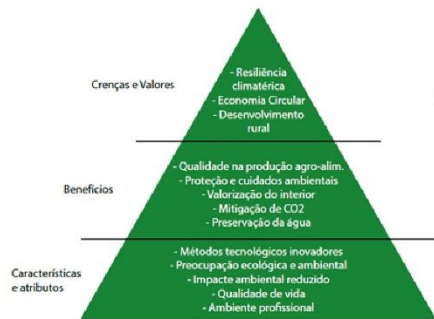 Crenças e Valores
- Resiliência
climatérica
- Economia Circular
- Desenvolvimento
rural
Benefícios
- Qualidade na produção agro-alim.
- Proteção e cuidados ambientais
- Valorização do interior
- Mitigação de CO2
- Preservação da água
Características
e atributos
- Métodos tecnológicos inovadores
- Preocupação ecológica e ambiental
- Impacte ambiental reduzido
- Qualidade de vida
- Ambiente profissional